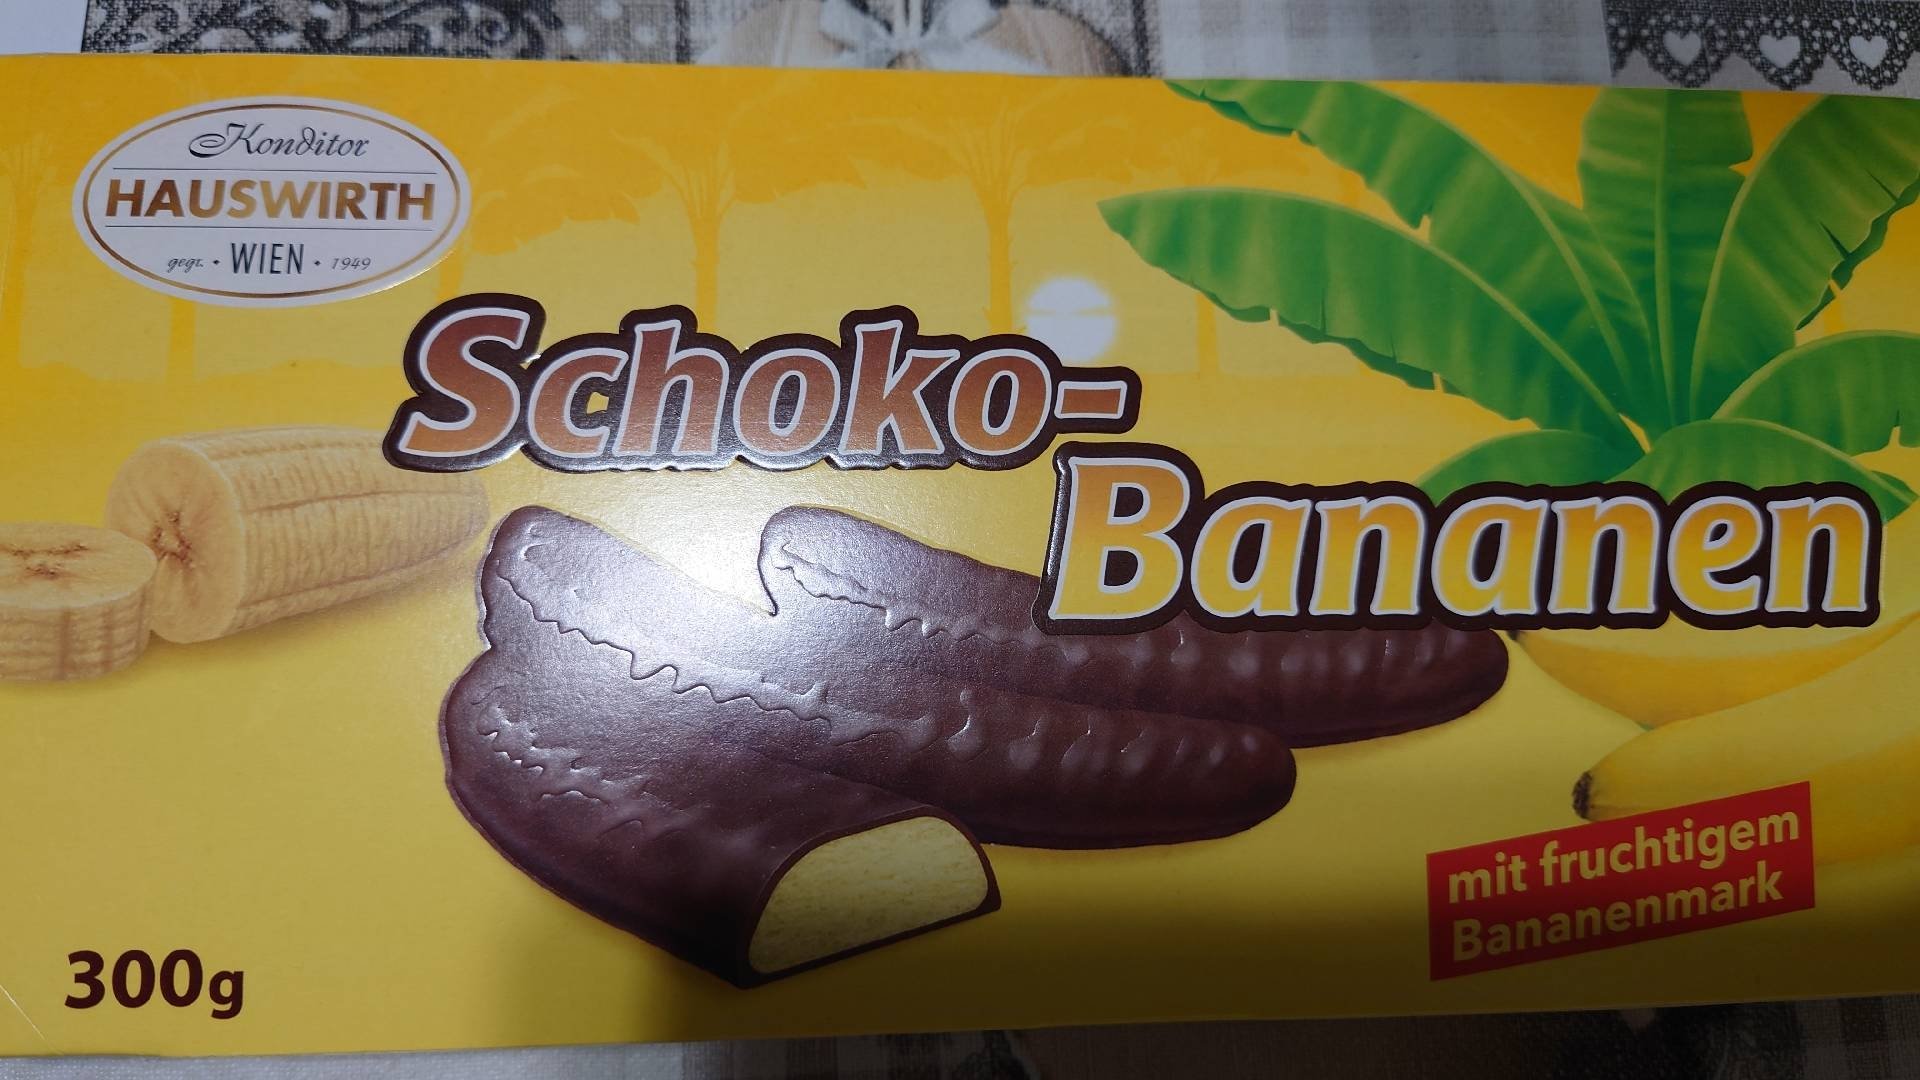 Konditor
HAUSWIRTH
gegr. • WIEN • 1949
Schoko-
Bananen
mit fruchtigem
Bananenmark
300g